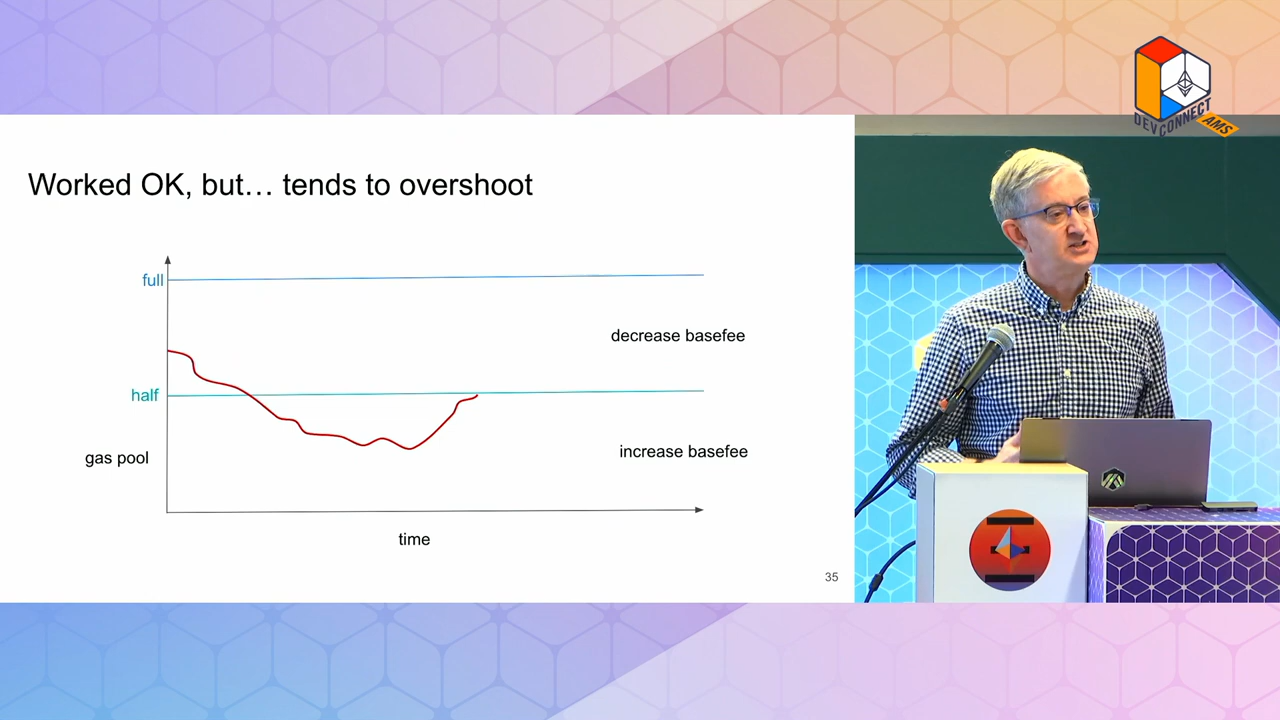 DEVCONNECT
AMS
Worked OK, but… tends to overshoot
full
decrease basefee
half
increase basefee
gas pool
time
35